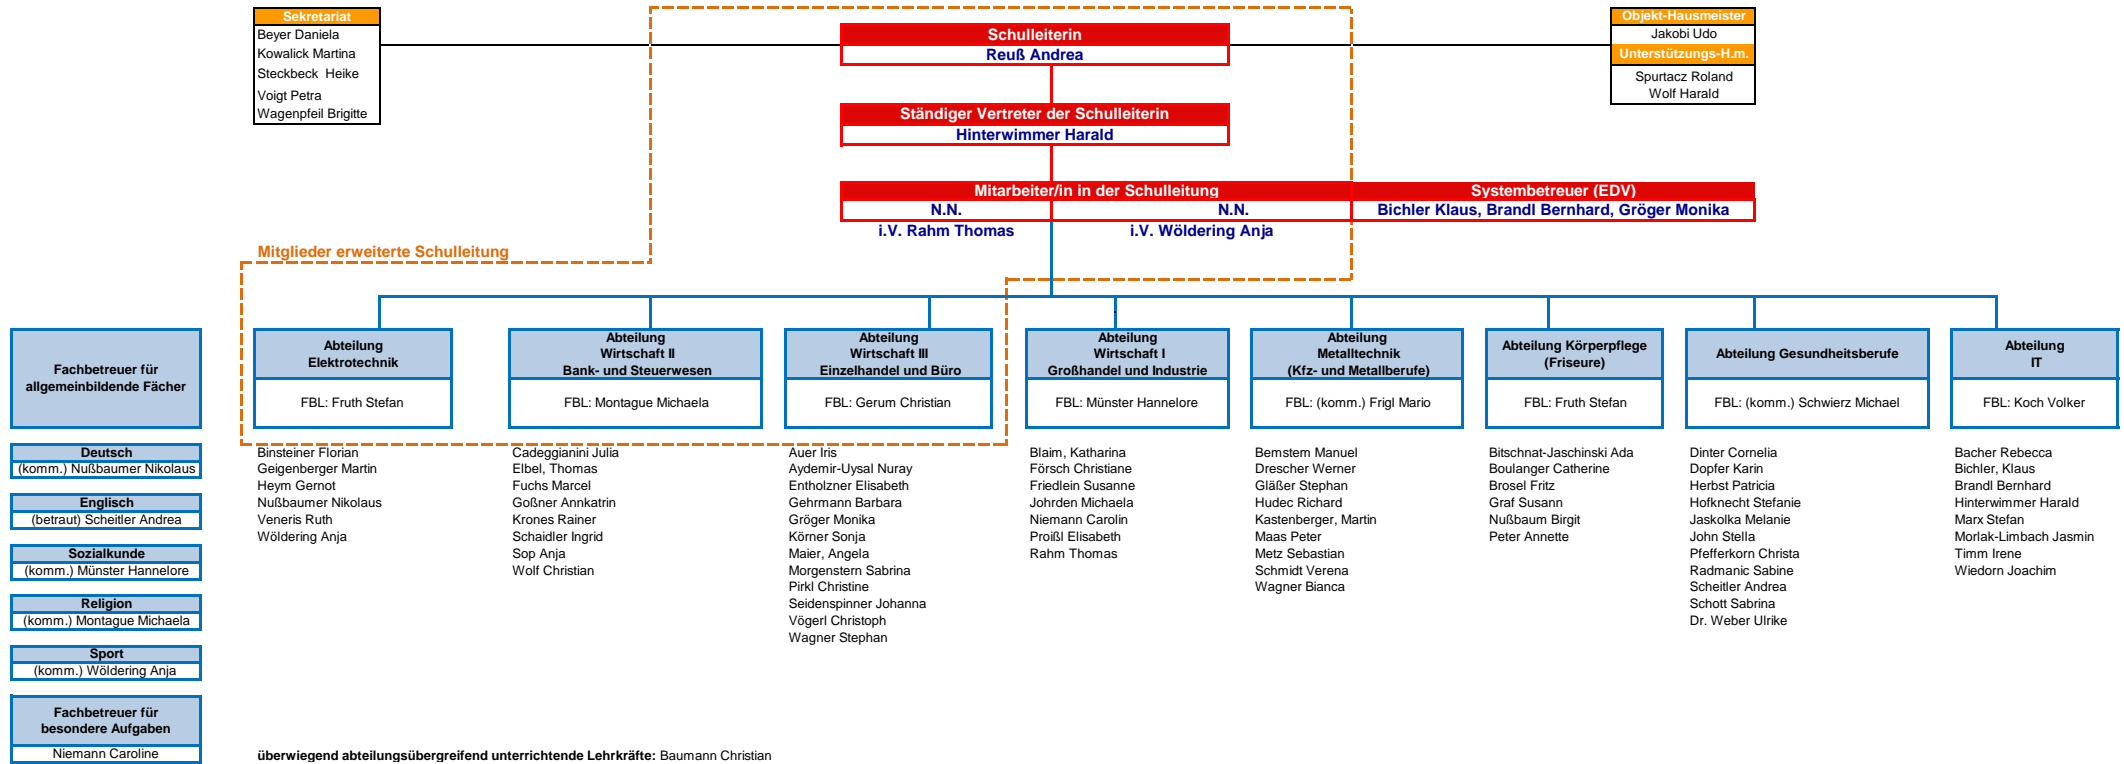 Sekretariat
Beyer Daniela
Kowalick Martina
Steckbeck Heike
Voigt Petra
Wagenpfeil Brigitte
Schulleiterin
Reuß Andrea
Objekt-Hausmeister
Jakobi Udo
Unterstützungs-H.m.
Spurtacz Roland
Wolf Harald
Ständiger Vertreter der Schulleiterin
Hinterwimmer Harald
Mitarbeiter/in in der Schulleitung
N.N.
N.N.
i.V. Rahm Thomas
i.V. Wöldering Anja
Systembetreuer (EDV)
Bichler Klaus, Brandl Bernhard, Gröger Monika
Mitglieder erweiterte Schulleitung
Fachbetreuer für
allgemeinbildende Fächer
Deutsch
(komm.) Nußbaumer Nikolaus
Englisch
(betraut) Scheitler Andrea
Sozialkunde
(komm.) Münster Hannelore
Religion
(komm.) Montague Michaela
Sport
(komm.) Wöldering Anja
Fachbetreuer für
besondere Aufgaben
Niemann Caroline
Abteilung
Elektrotechnik
FBL: Fruth Stefan
Binsteiner Florian
Geigenberger Martin
Heym Gernot
Nußbaumer Nikolaus
Veneris Ruth
Wöldering Anja
Abteilung
Wirtschaft II
Bank- und Steuerwesen
FBL: Montague Michaela
Cadeggianini Julia
Elbel, Thomas
Fuchs Marcel
Goßner Annkatrin
Krones Rainer
Schaidler Ingrid
Sop Anja
Wolf Christian
Abteilung
Wirtschaft III
Einzelhandel und Büro
FBL: Gerum Christian
Auer Iris
Aydemir-Uysal Nuray
Entholzner Elisabeth
Gehrmann Barbara
Gröger Monika
Körner Sonja
Maier, Angela
Morgenstern Sabrina
Pirkl Christine
Seidenspinner Johanna
Vögerl Christoph
Wagner Stephan
Abteilung
Wirtschaft I
Großhandel und Industrie
FBL: Münster Hannelore
Blaim, Katharina
Försch Christiane
Friedlein Susanne
Johrden Michaela
Niemann Carolin
Proißl Elisabeth
Rahm Thomas
Abteilung
Metalltechnik
(Kfz- und Metallberufe)
FBL: (komm.) Frigl Mario
Bemstem Manuel
Drescher Werner
Gläßer Stephan
Hudec Richard
Kastenberger, Martin
Maas Peter
Metz Sebastian
Schmidt Verena
Wagner Bianca
Abteilung Körperpflege
(Friseure)
FBL: Fruth Stefan
Bitschnat-Jaschinski Ada
Boulanger Catherine
Brosel Fritz
Graf Susann
Nußbaum Birgit
Peter Annette
Abteilung Gesundheitsberufe
FBL: (komm.) Schwierz Michael
Dinter Cornelia
Dopfer Karin
Herbst Patricia
Hofknecht Stefanie
Jaskolka Melanie
John Stella
Pfefferkorn Christa
Radmanic Sabine
Scheitler Andrea
Schott Sabrina
Dr. Weber Ulrike
Abteilung
IT
FBL: Koch Volker
Bacher Rebecca
Bichler, Klaus
Brandl Bernhard
Hinterwimmer Harald
Marx Stefan
Morlak-Limbach Jasmin
Timm Irene
Wiedorn Joachim
überwiegend abteilungsübergreifend unterrichtende Lehrkräfte: Baumann Christian